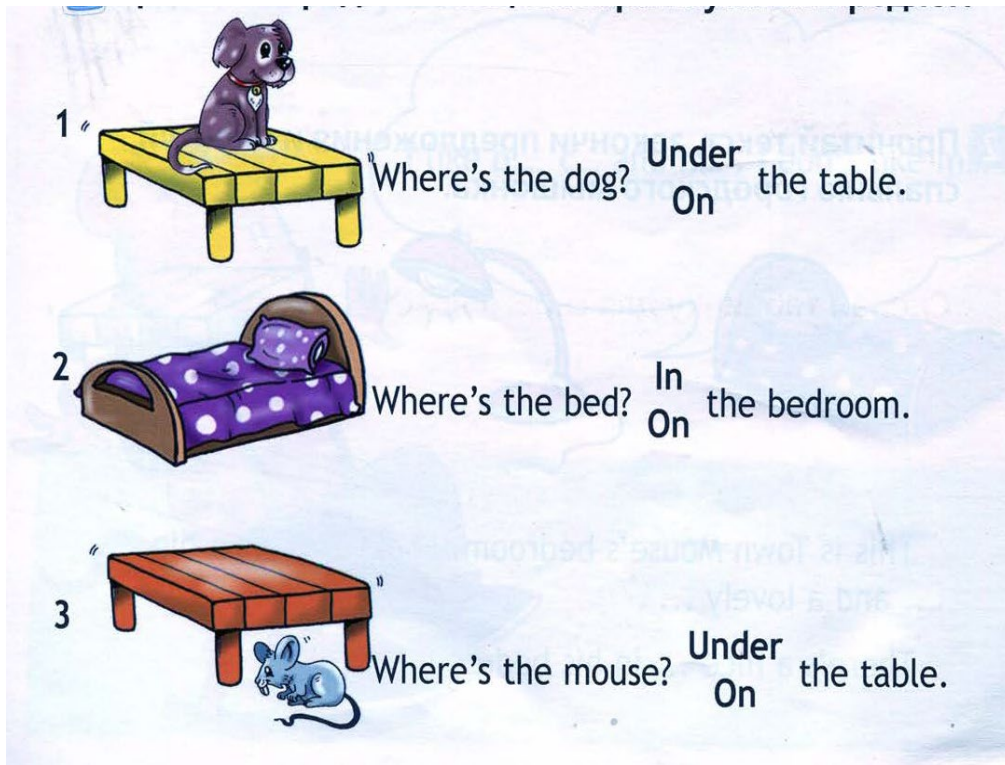 1
Under
Where's the dog? the table.
On
2
In
Where's the bed? the bedroom.
On
3
Under
Where's the mouse? the table.
On